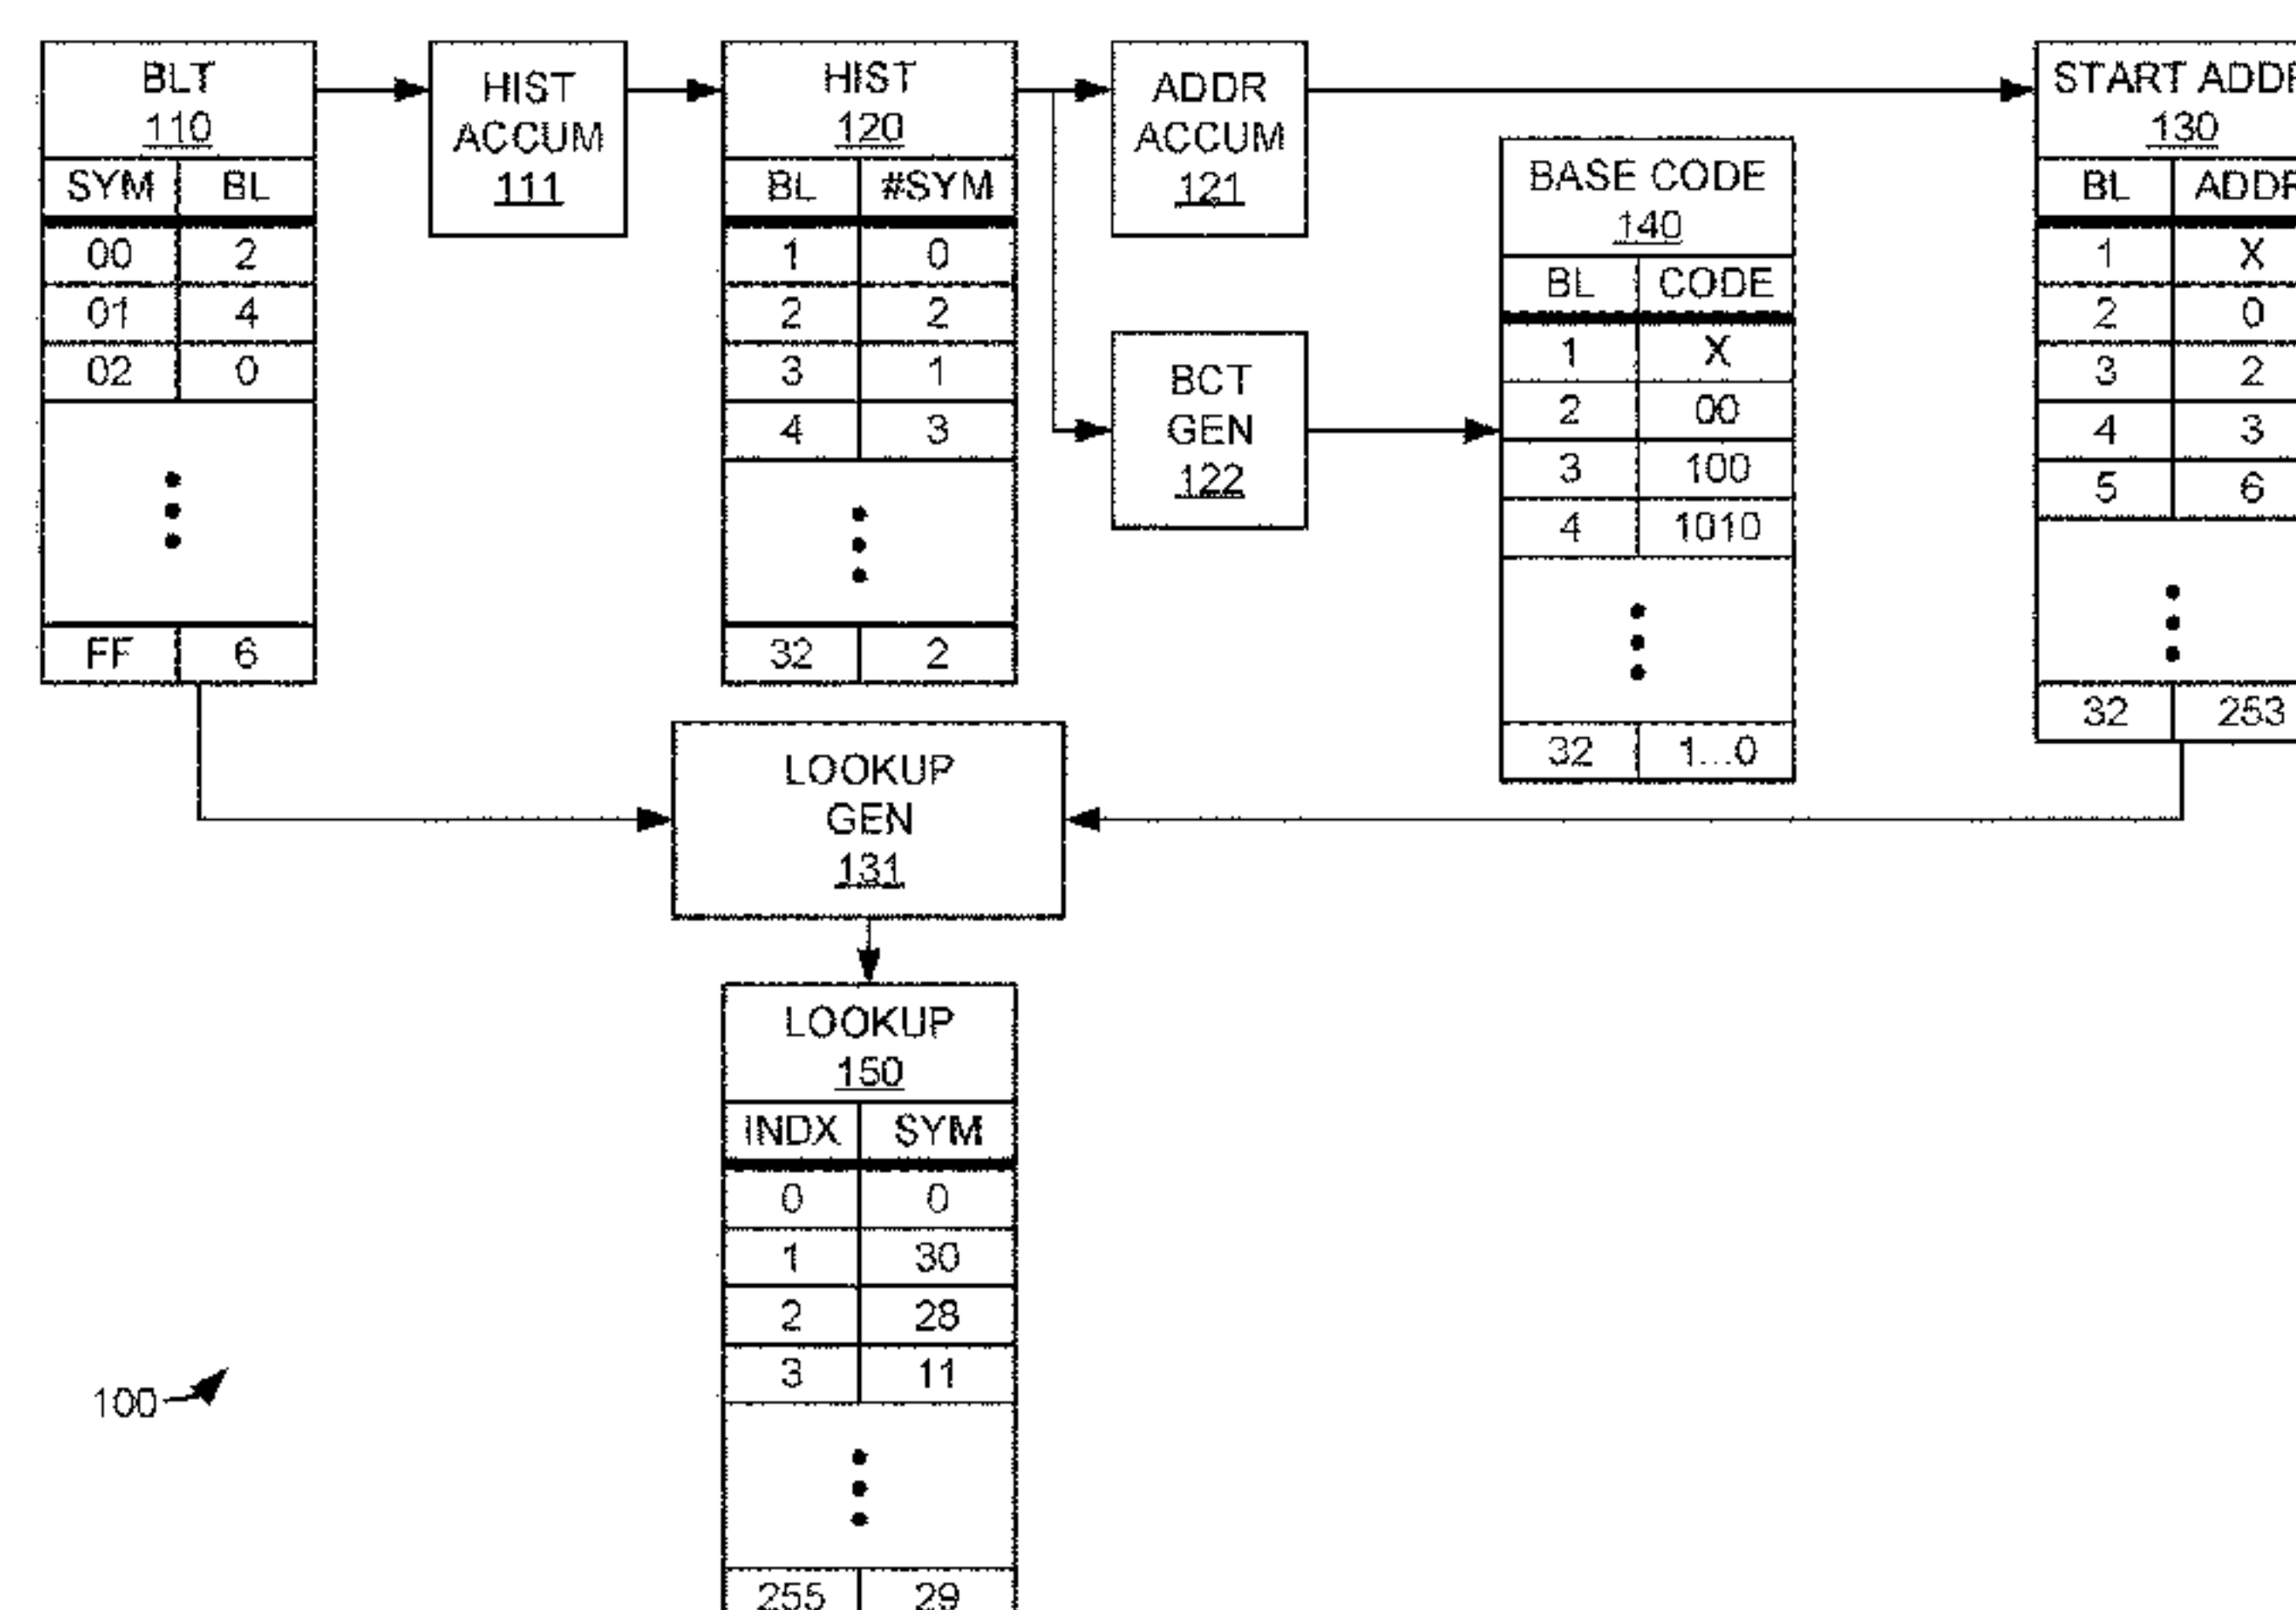 BLT
110
SYM BL
00 2
01 4
02 0
FF 6
HIST
ACCUM
111
HIST
120
BL #SYM
1 0
2 2
3 1
4 3
32 2
ADDR
ACCUM
121
BCT
GEN
122
BASE CODE
140
BL CODE
1 X
2 00
3 100
4 1010
32 1...0
START ADDR
130
BL ADDR
1 X
2 0
3 2
4 3
5 6
32 253
LOOKUP
GEN
131
LOOKUP
150
INDX SYM
0 0
1 30
2 28
3 11
255 29
100